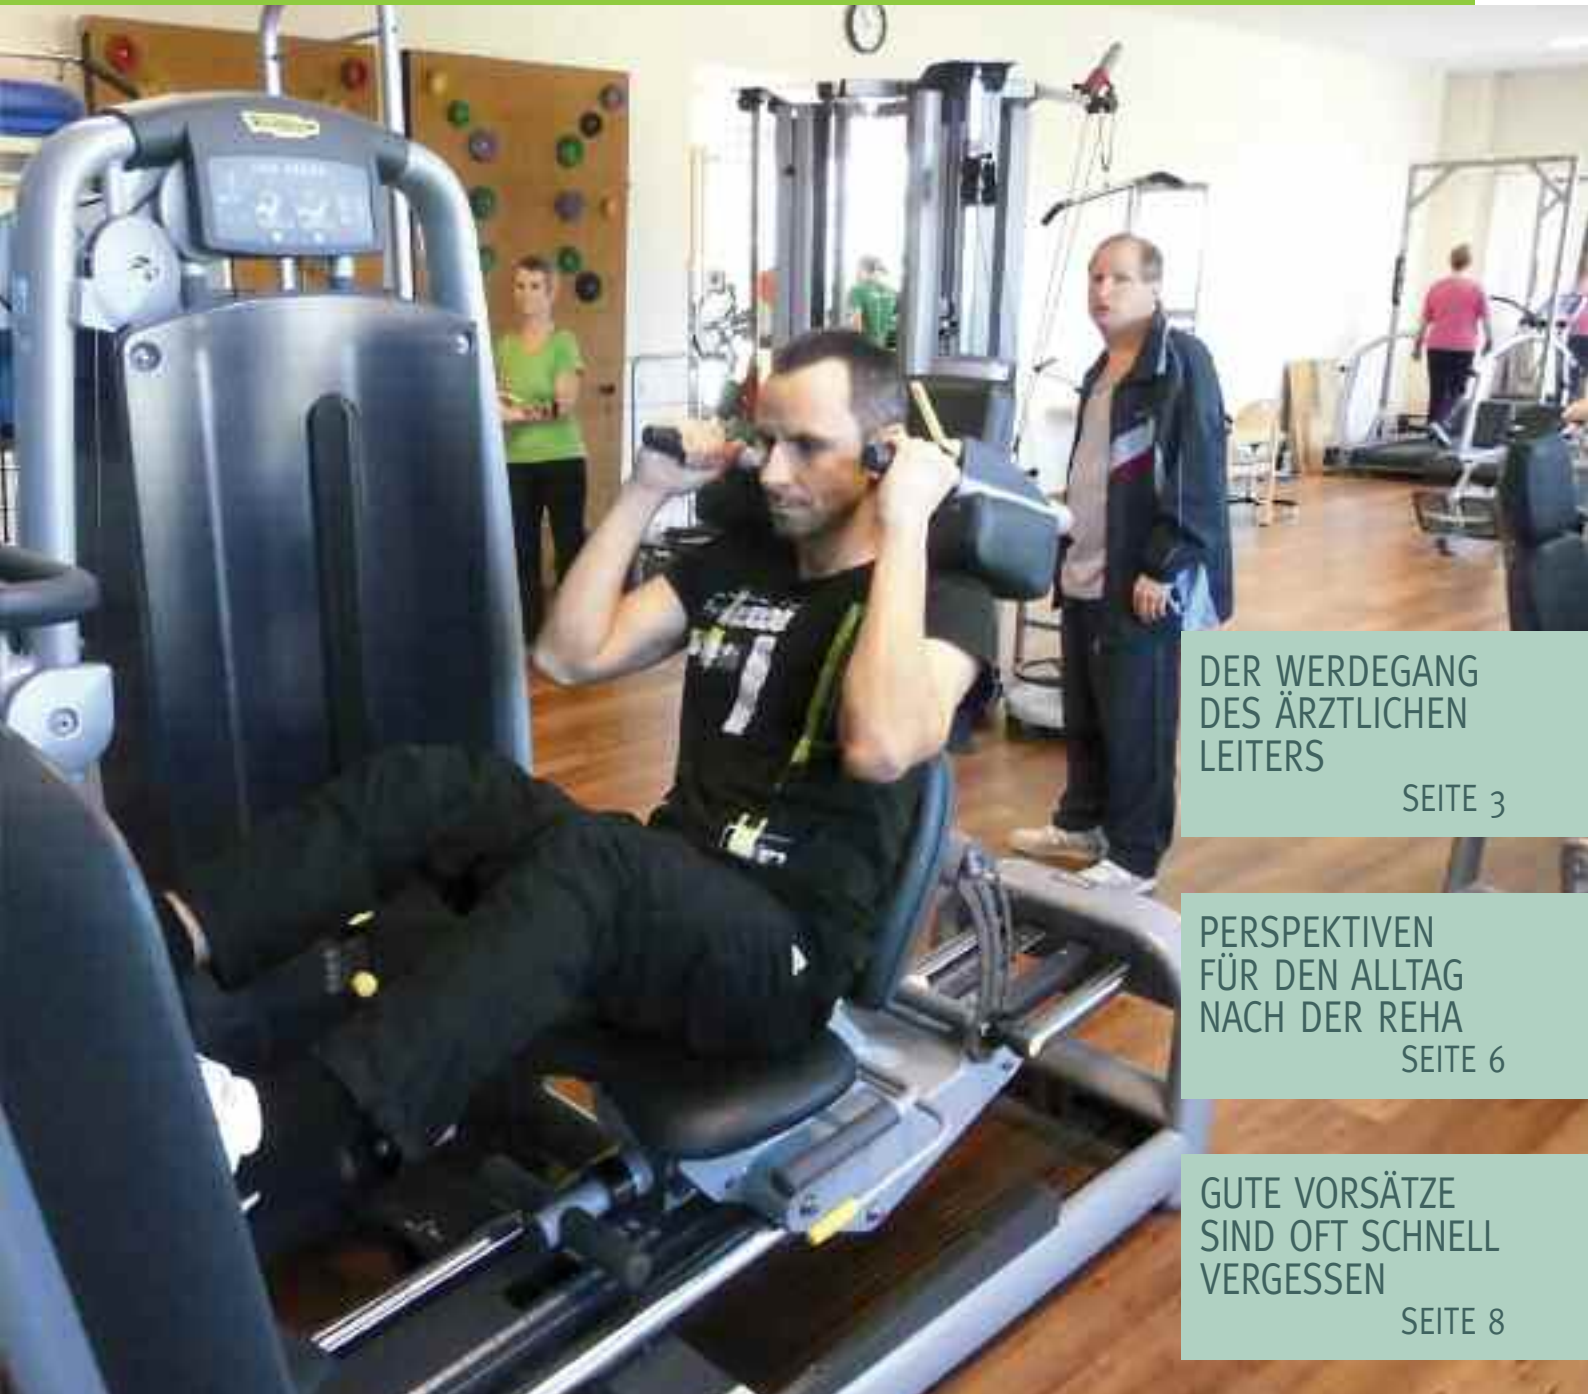 DER WERDEGANG
DES ÄRZTLICHEN
LEITERS
SEITE 3
PERSPEKTIVEN
FÜR DEN ALLTAG
NACH DER REHA
SEITE 6
GUTE VORSÄTZE
SIND OFT SCHNELL
VERGESSEN
SEITE 8